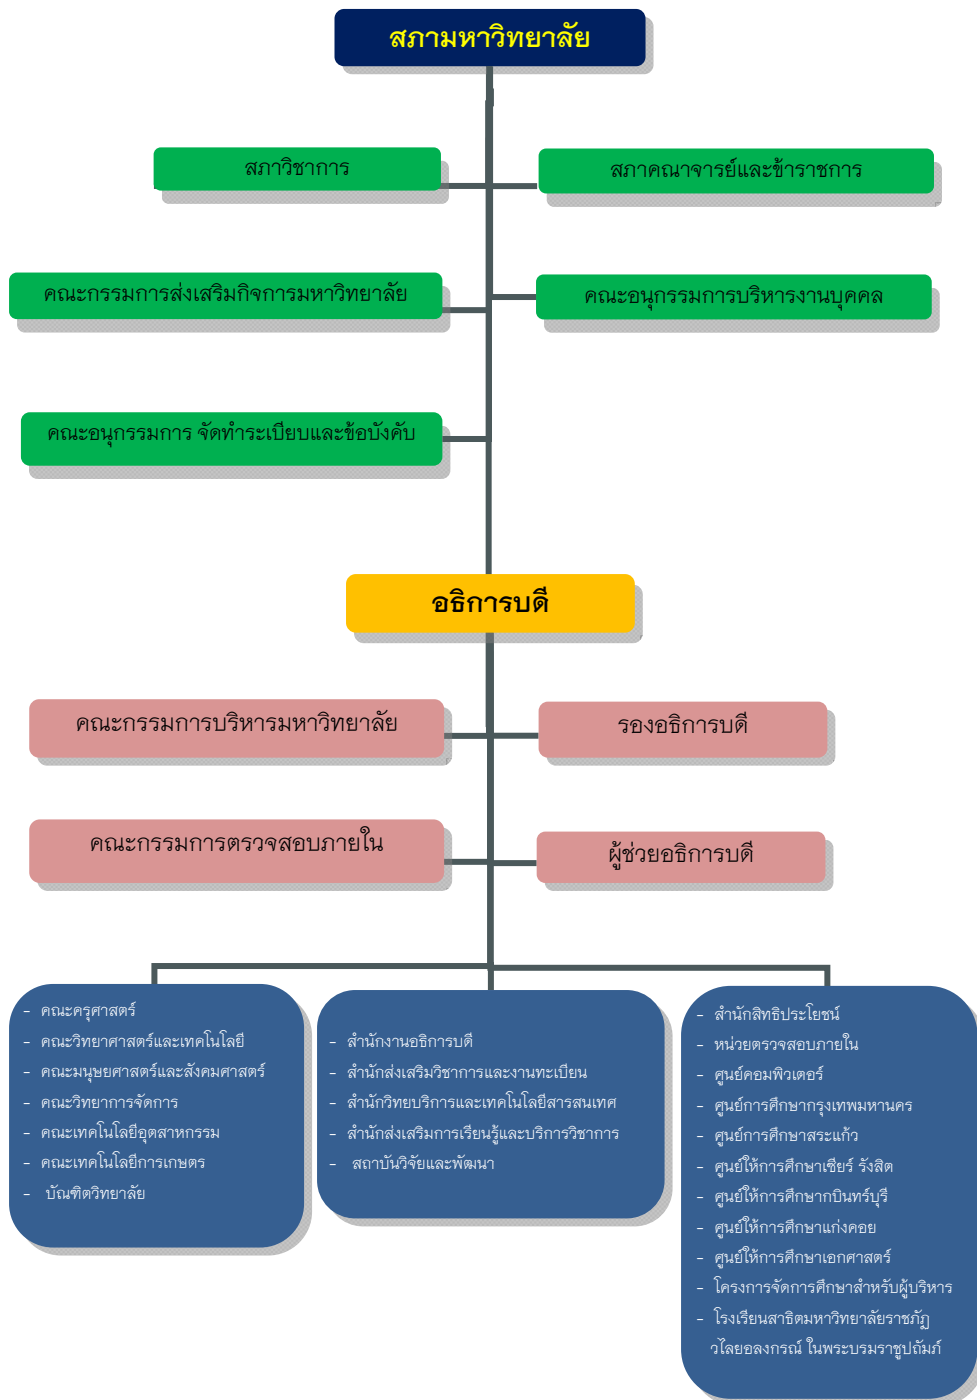 สภามหาวิทยาลัย
สภาวิชาการ
สภาคณาจารย์และข้าราชการ
คณะกรรมการส่งเสริมกิจการมหาวิทยาลัย
คณะอนุกรรมการบริหารงานบุคคล
คณะอนุกรรมการ จัดทำระเบียบและข้อบังคับ
อธิการบดี
คณะกรรมการบริหารมหาวิทยาลัย
รองอธิการบดี
คณะกรรมการตรวจสอบภายใน
ผู้ช่วยอธิการบดี
- คณะครุศาสตร์
- คณะวิทยาศาสตร์และเทคโนโลยี
- คณะมนุษยศาสตร์และสังคมศาสตร์
- คณะวิทยาการจัดการ
- คณะเทคโนโลยีอุตสาหกรรม
- คณะเทคโนโลยีการเกษตร
- บัณฑิตวิทยาลัย
- สำนักงานอธิการบดี
- สำนักส่งเสริมวิชาการและงานทะเบียน
- สำนักวิทยบริการและเทคโนโลยีสารสนเทศ
- สำนักส่งเสริมการเรียนรู้และบริการวิชาการ
- สถาบันวิจัยและพัฒนา
- สำนักสิทธิประโยชน์
- หน่วยตรวจสอบภายใน
- ศูนย์คอมพิวเตอร์
- ศูนย์การศึกษากรุงเทพมหานคร
- ศูนย์การศึกษาสระแก้ว
- ศูนย์ให้การศึกษาเซียร์ รังสิต
- ศูนย์ให้การศึกษากบินทร์บุรี
- ศูนย์ให้การศึกษาแก่งคอย
- ศูนย์ให้การศึกษาเอกศาสตร์
- โครงการจัดการศึกษาสำหรับผู้บริหาร
- โรงเรียนสาธิตมหาวิทยาลัยราชภัฏ
วไลยอลงกรณ์ ในพระบรมราชูปถัมภ์